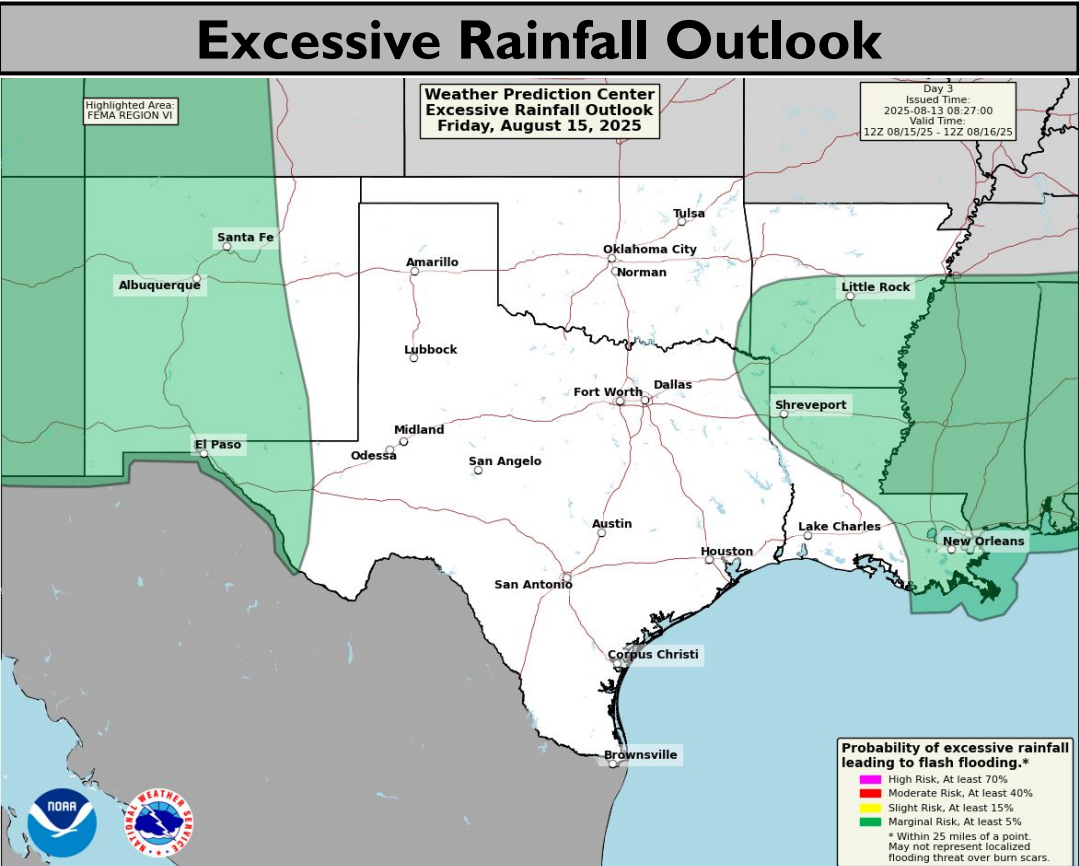 Excessive Rainfall Outlook
Highlighted Area:
FEMA REGION VI
Weather Prediction Center
Excessive Rainfall Outlook
Friday, August 15, 2025
Day 3
Issued Time:
2025-08-13 08:27:00
Valid Time:
12Z 08/15/25 - 12Z 08/16/25
Tulsa
Santa Fe
Oklahoma City
Amarillo
Norman
Albuquerque
Little Rock
Lubbock
Dallas
Fort Worth
Shreveport
Midland
El Paso
Odessa
San Angelo
Austin
Lake Charles
New Orleans
Houston
San Antonio
Corpus Christi
Brownsville
Probability of excessive rainfall
leading to flash flooding.*
High Risk, At least 70%
Moderate Risk, At least 40%
Slight Risk, At least 15%
Marginal Risk, At least 5%
* Within 25 miles of a point.
May not represent localized
flooding threat over burn scars.
NOAA
NATIONAL WEATHER SERVICE